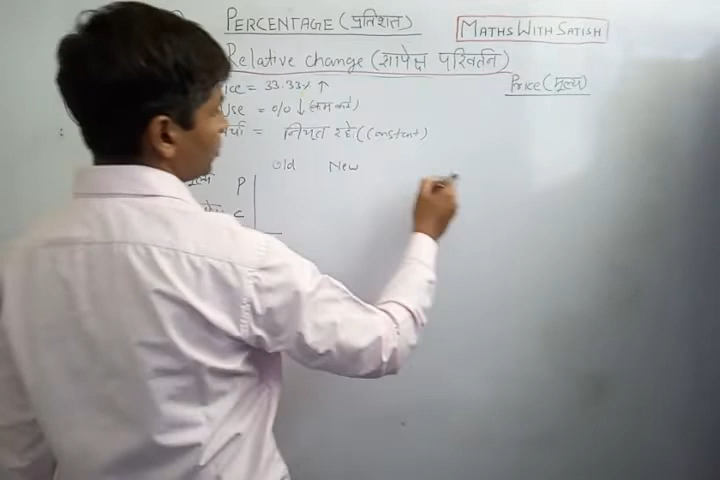 PERCENTAGE (प्रतिशत)
MATHS WITH SATISH
Relative change (सापेक्ष परिवर्तन)
Price (मूल्य)
ice = 33.33% ↑
Use = % ↓ (कम करें)
= नियत रहे (Constant)
Old New
P
C